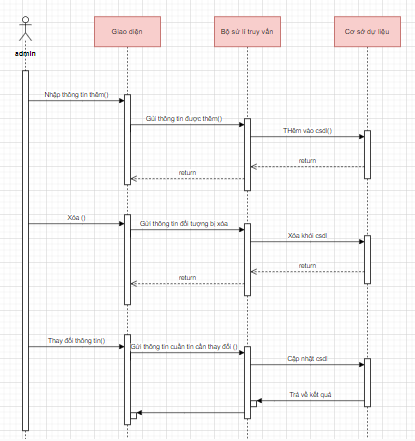 Giao diện
Bộ sử lí truy vấn
Cơ sở dự liệu
admin
Nhập thông tin thêm()
Gửi thông tin được thêm()
THêm vào csdl()
return
return
Xóa ()
Gửi thông tin đối tượng bị xóa
Xóa khỏi csdl
return
return
Thay đổi thông tin()
Gửi thông tin cuần tin cần thay đổi ()
Cập nhật csdl
Trả về kết quả